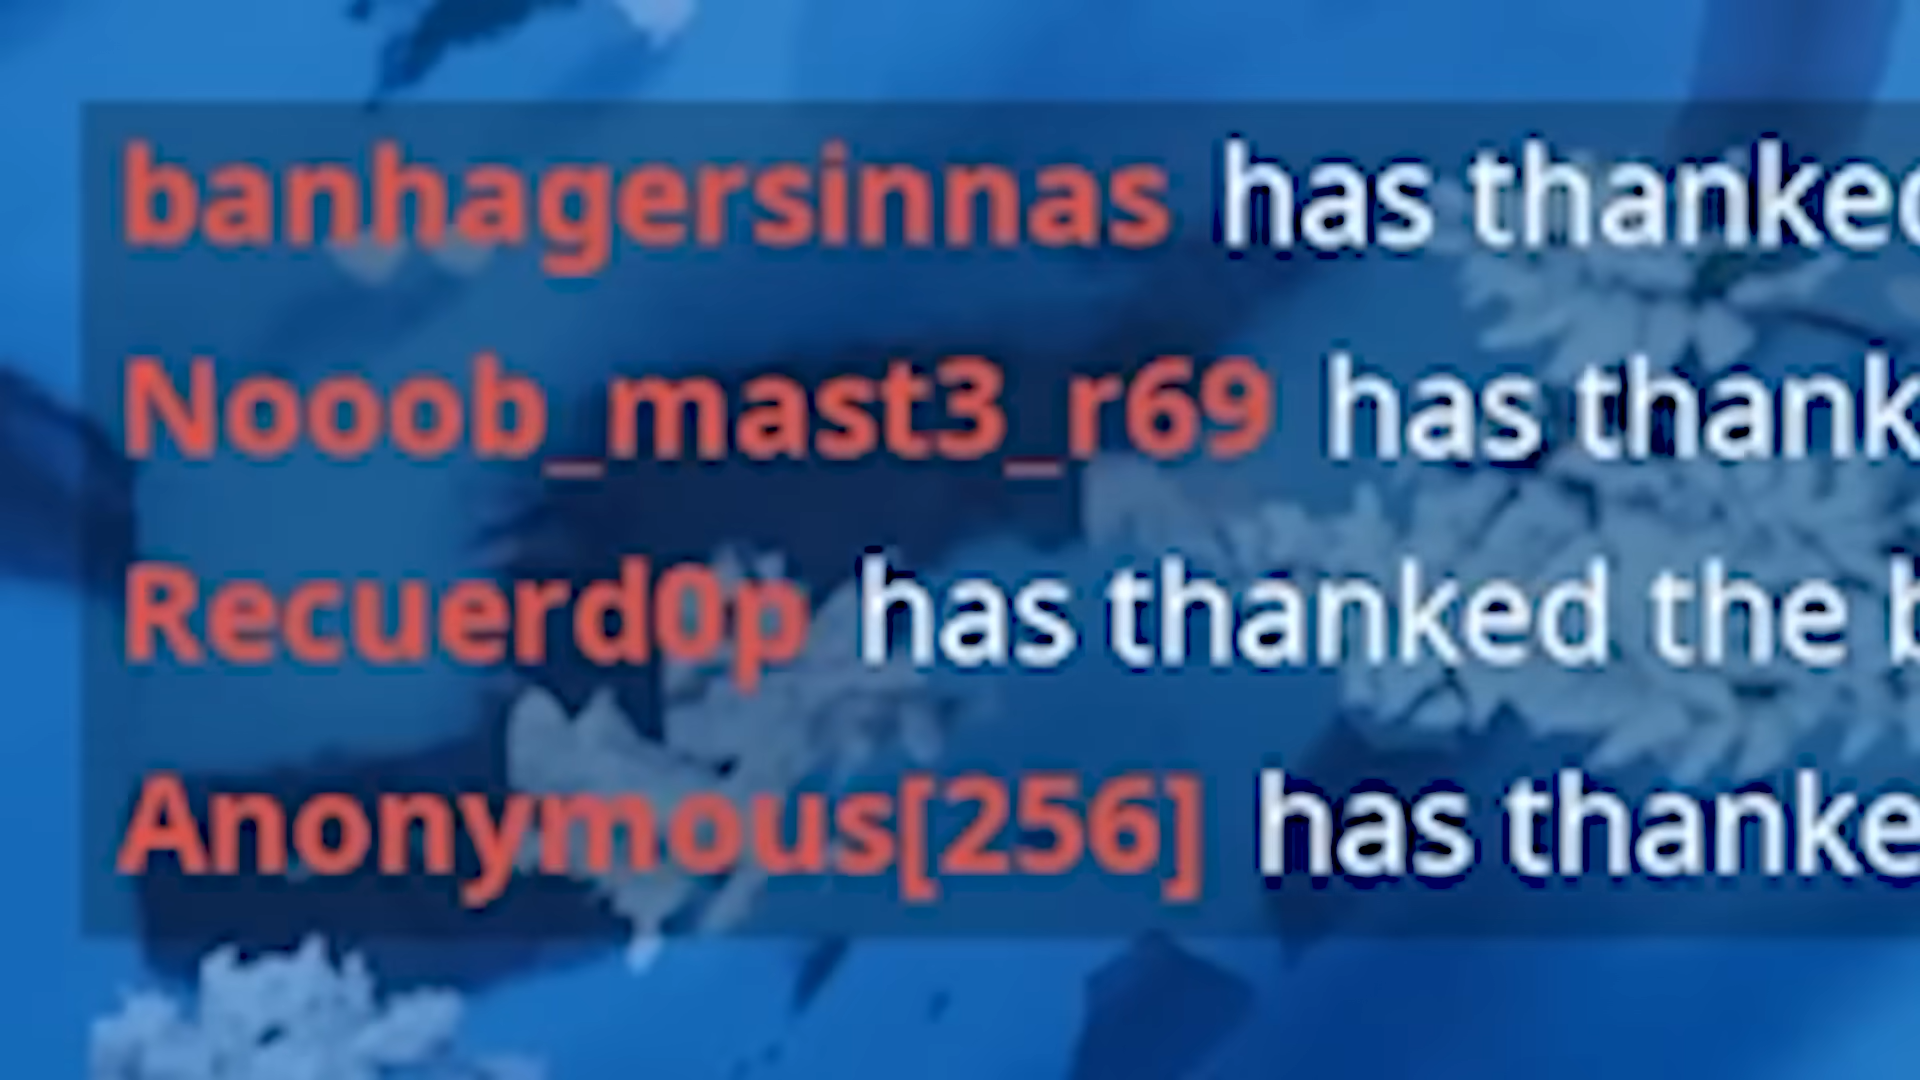 banhagersinnas has thanked
Nooob_mast3_r69 has thank
Recuerd0p has thanked the b
Anonymous[256] has thanke